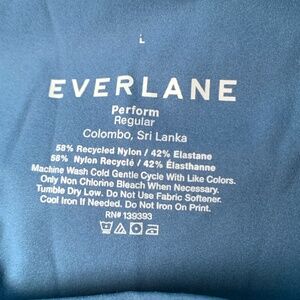 L
EVERLANE
Perform
Regular
Colombo, Sri Lanka
58% Recycled Nylon / 42% Elastane
58% Nylon Recyclé / 42% Élasthanne
Machine Wash Cold Gentle Cycle With Like Colors.
Only Non Chlorine Bleach When Necessary.
Tumble Dry Low. Do Not Use Fabric Softener.
Cool Iron If Needed. Do Not Iron On Print.
RN# 139393